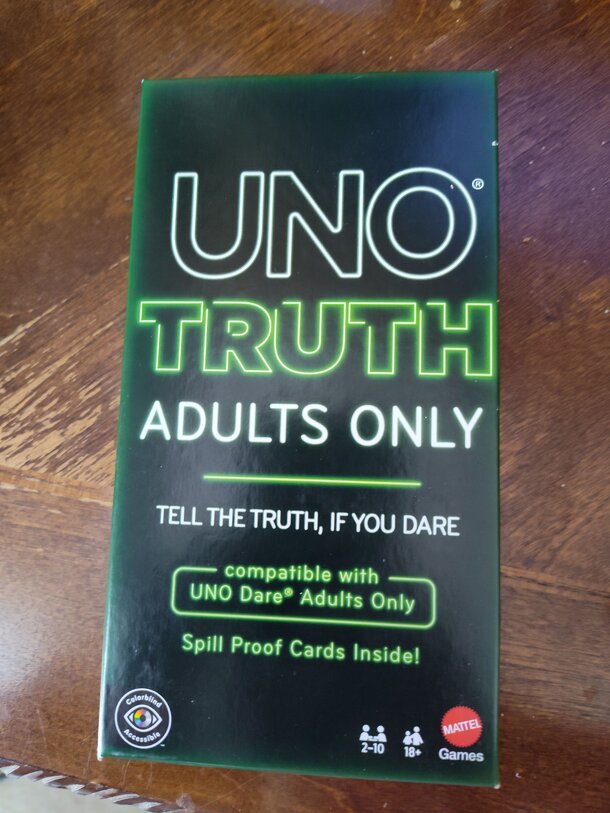 UNO®
TRUTH
ADULTS ONLY
TELL THE TRUTH, IF YOU DARE
compatible with
UNO Dare® Adults Only
Spill Proof Cards Inside!
Colorblind
Accessible™
2-10
18+
MATTEL
Games